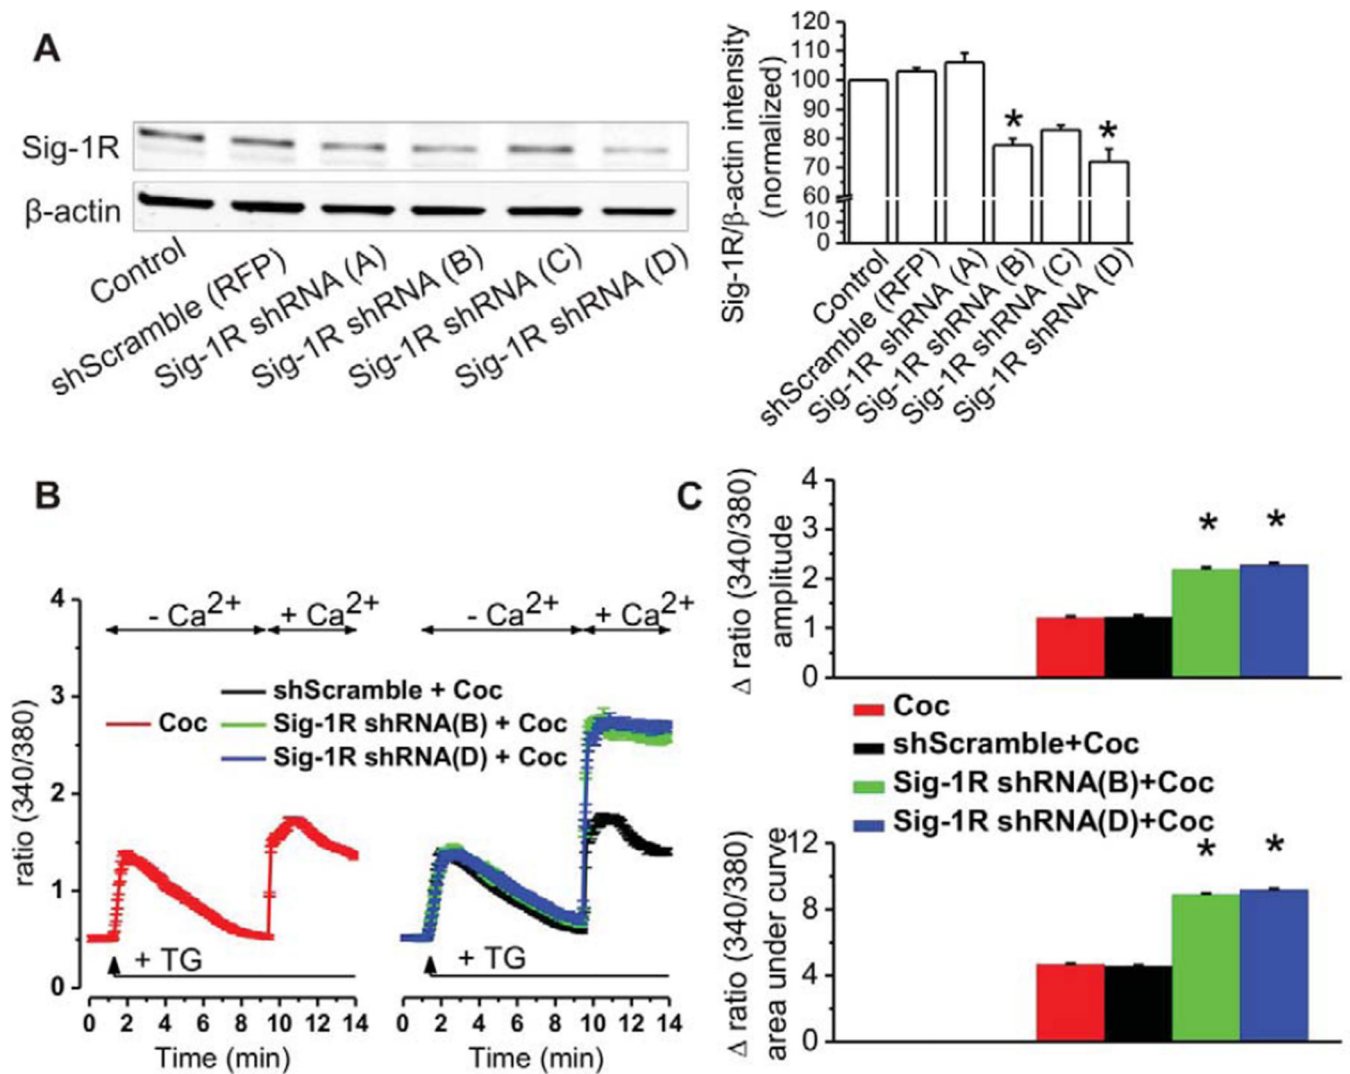 A
Sig-1R
β-actin
Control
shScramble (RFP)
Sig-1R shRNA (A)
Sig-1R shRNA (B)
Sig-1R shRNA (C)
Sig-1R shRNA (D)
Sig-1R/β-actin intensity
(normalized)
120
110
100
90
80
70
60
10
0
*
*
Control
shScramble (RFP)
Sig-1R shRNA (A)
Sig-1R shRNA (B)
Sig-1R shRNA (C)
Sig-1R shRNA (D)
B
ratio (340/380)
4
3
2
1
0
- Ca2+
+ Ca2+
- Ca2+
+ Ca2+
shScramble + Coc
Coc
Sig-1R shRNA(B) + Coc
Sig-1R shRNA(D) + Coc
+ TG
+ TG
0 2 4 6 8 10 12 14
0 2 4 6 8 10 12 14
Time (min)
Time (min)
C
Δ ratio (340/380)
amplitude
4
3
2
1
0
*
*
Coc
shScramble+Coc
Sig-1R shRNA(B)+Coc
Sig-1R shRNA(D)+Coc
Δ ratio (340/380)
area under curve
12
8
4
0
*
*